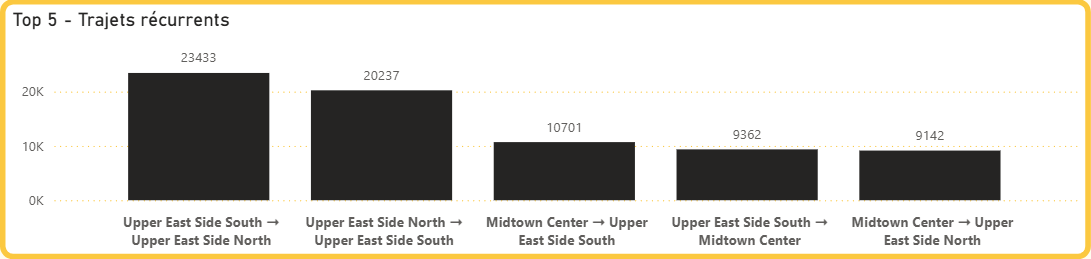 Top 5 - Trajets récurrents
23433
20237
10701
9362
9142
20K
10K
0K
Upper East Side South →
Upper East Side North
Upper East Side North →
Upper East Side South
Midtown Center → Upper
East Side South
Upper East Side South →
Midtown Center
Midtown Center → Upper
East Side North